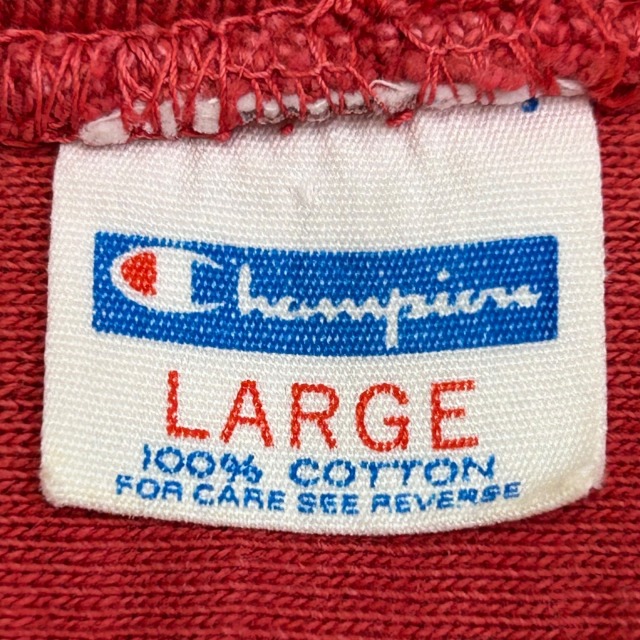 Champion
LARGE
100% COTTON
FOR CARE SEE REVERSE